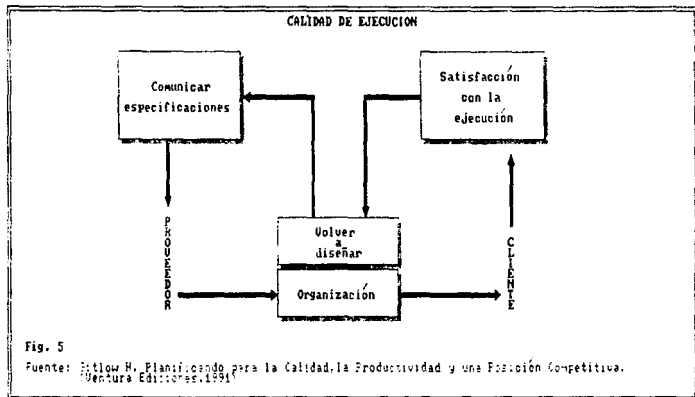 CALIDAD DE EJECUCION
Comunicar
especificaciones
Satisfacción
con la
ejecución
PROVEEDOR
Volver
a
diseñar
CLIENTE
Organización
Fig. 5
Fuente: H. Planificando para la Calidad, la Productividad y una Posición Competitiva.
Ventura Ediciones, 1991